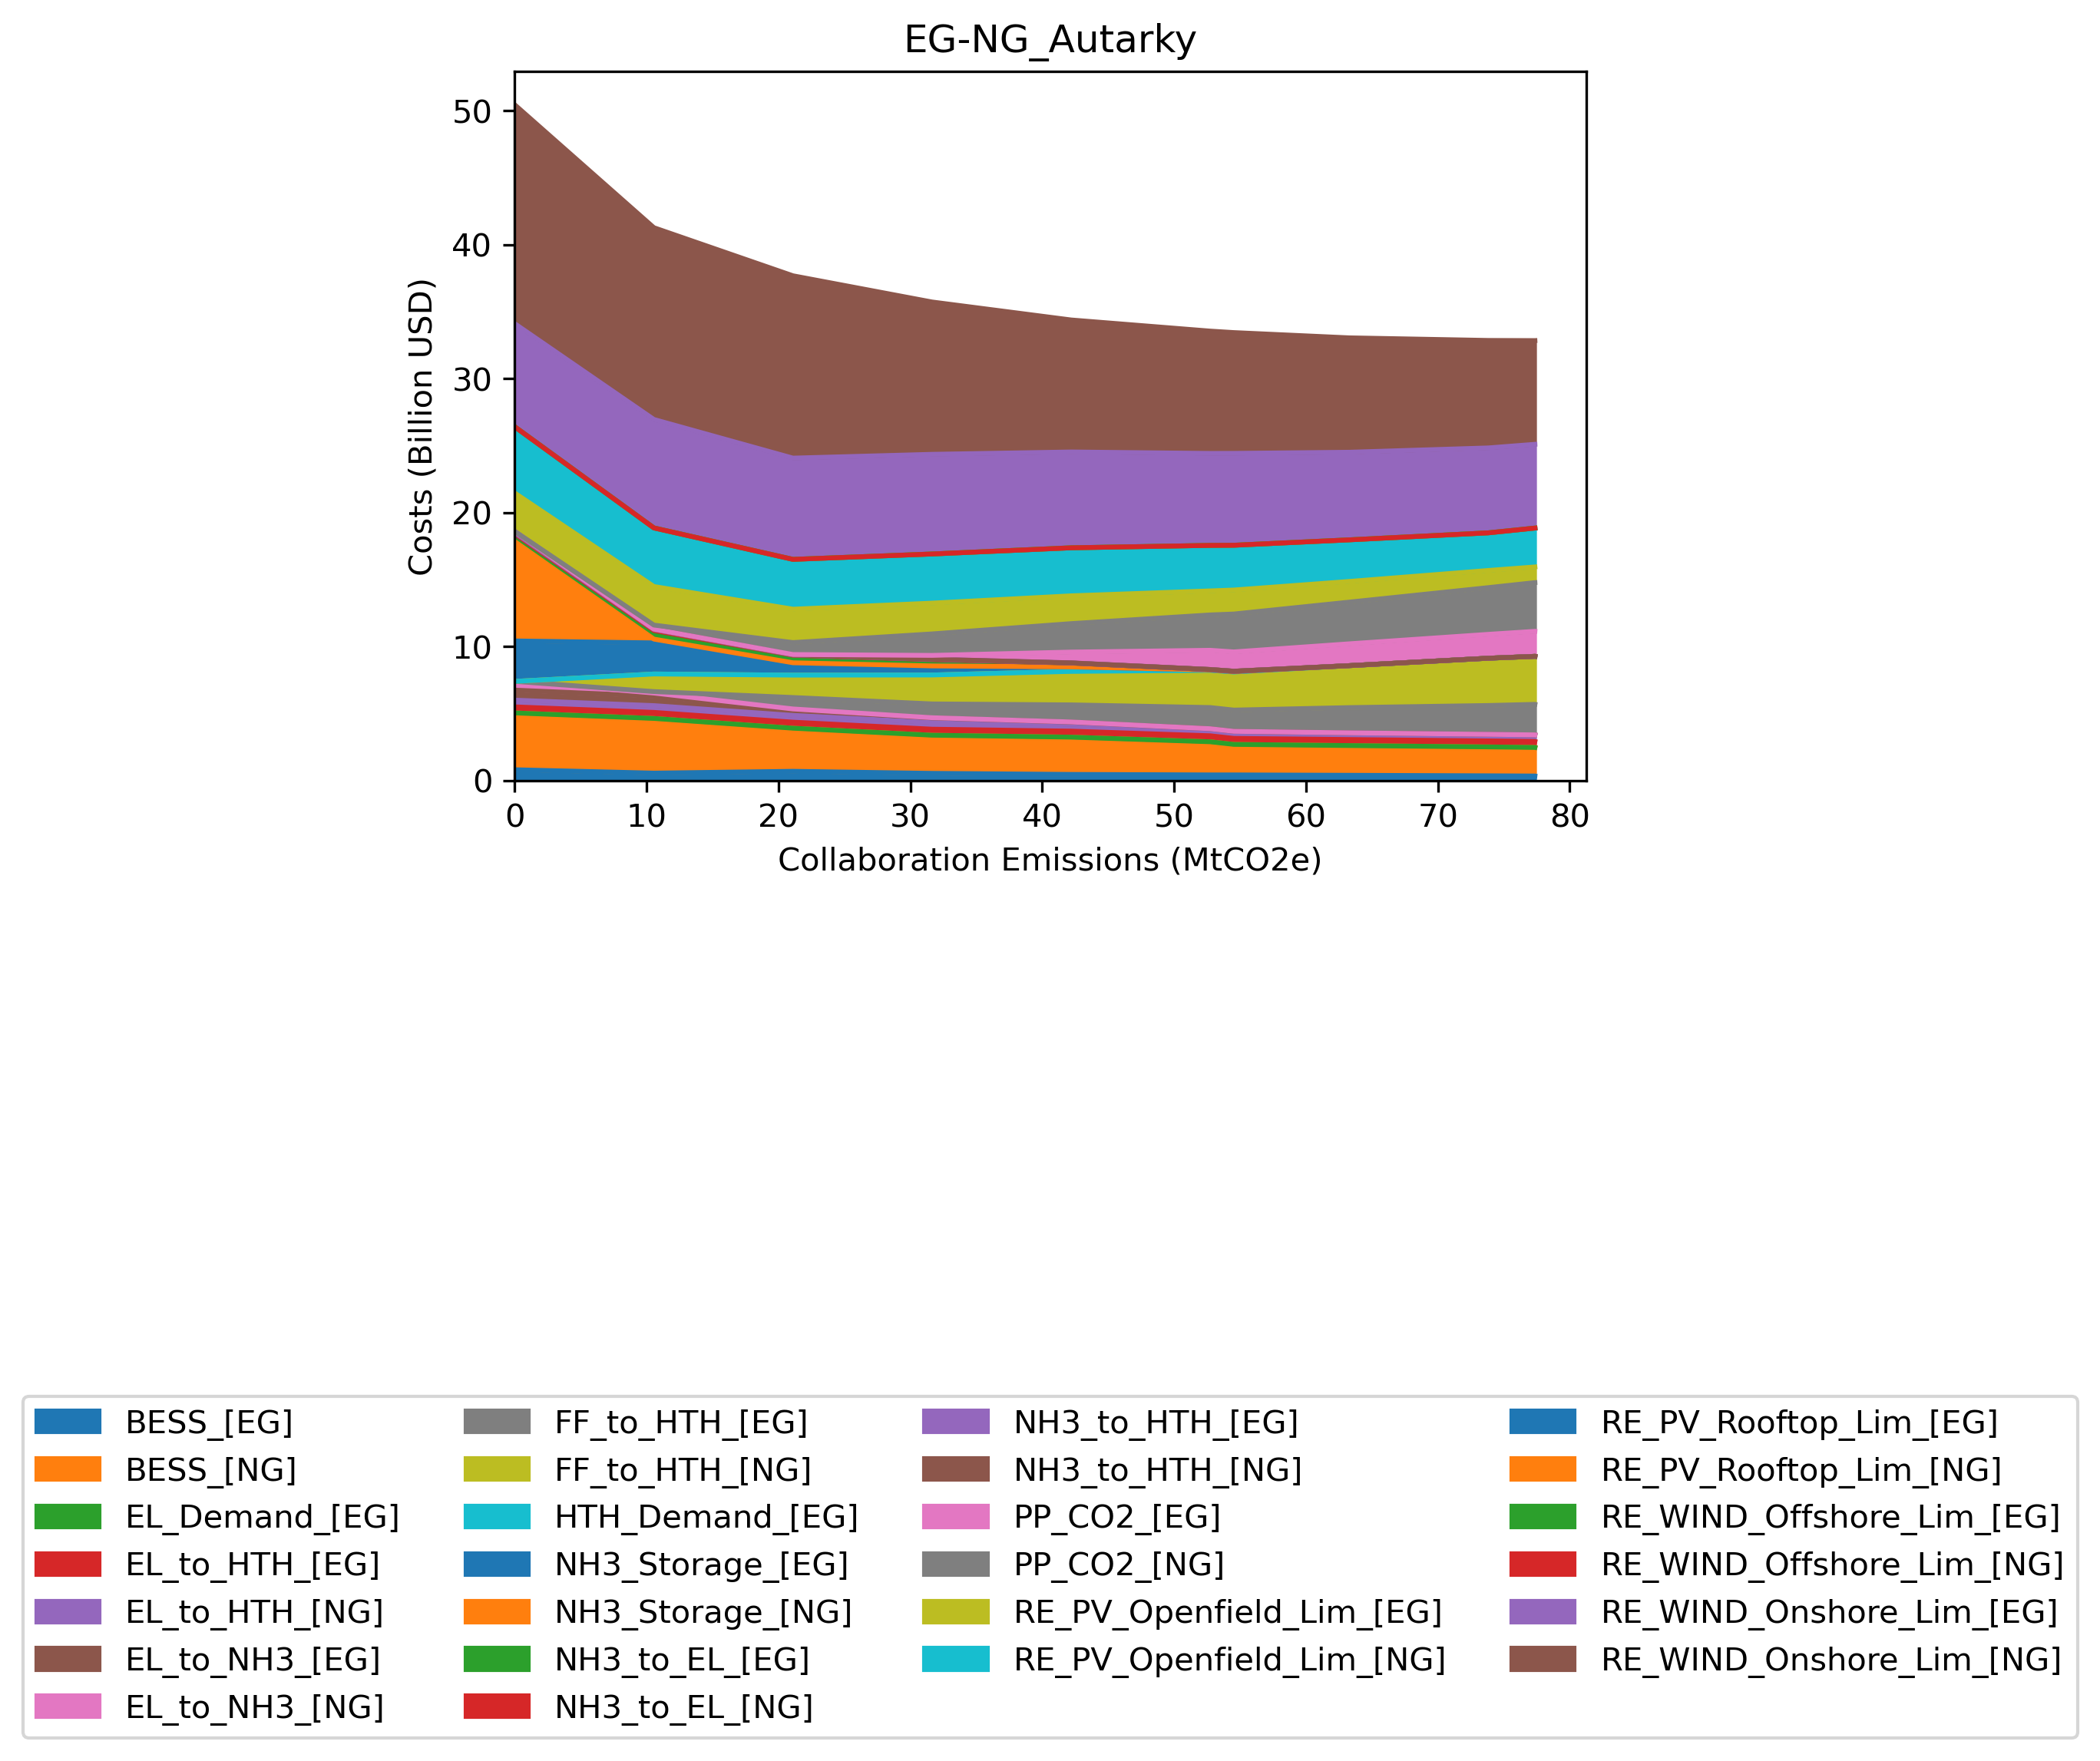 EG-NG_Autarky
50
40
30
20
10
0
Costs (Billion USD)
0 10 20 30 40 50 60 70 80
Collaboration Emissions (MtCO2e)
BESS_[EG]
BESS_[NG]
EL_Demand_[EG]
EL_to_HTH_[EG]
EL_to_HTH_[NG]
EL_to_NH3_[EG]
EL_to_NH3_[NG]
FF_to_HTH_[EG]
FF_to_HTH_[NG]
HTH_Demand_[EG]
NH3_Storage_[EG]
NH3_Storage_[NG]
NH3_to_EL_[EG]
NH3_to_EL_[NG]
NH3_to_HTH_[EG]
NH3_to_HTH_[NG]
PP_CO2_[EG]
PP_CO2_[NG]
RE_PV_Openfield_Lim_[EG]
RE_PV_Openfield_Lim_[NG]
RE_PV_Rooftop_Lim_[EG]
RE_PV_Rooftop_Lim_[NG]
RE_WIND_Offshore_Lim_[EG]
RE_WIND_Offshore_Lim_[NG]
RE_WIND_Onshore_Lim_[EG]
RE_WIND_Onshore_Lim_[NG]